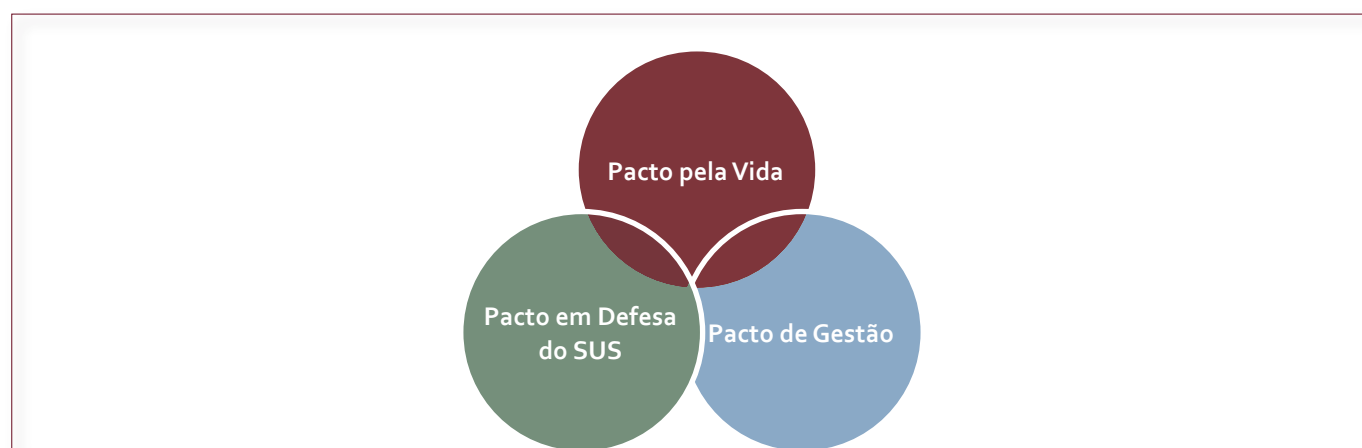 Pacto pela Vida
Pacto em Defesa
do SUS
Pacto de Gestão